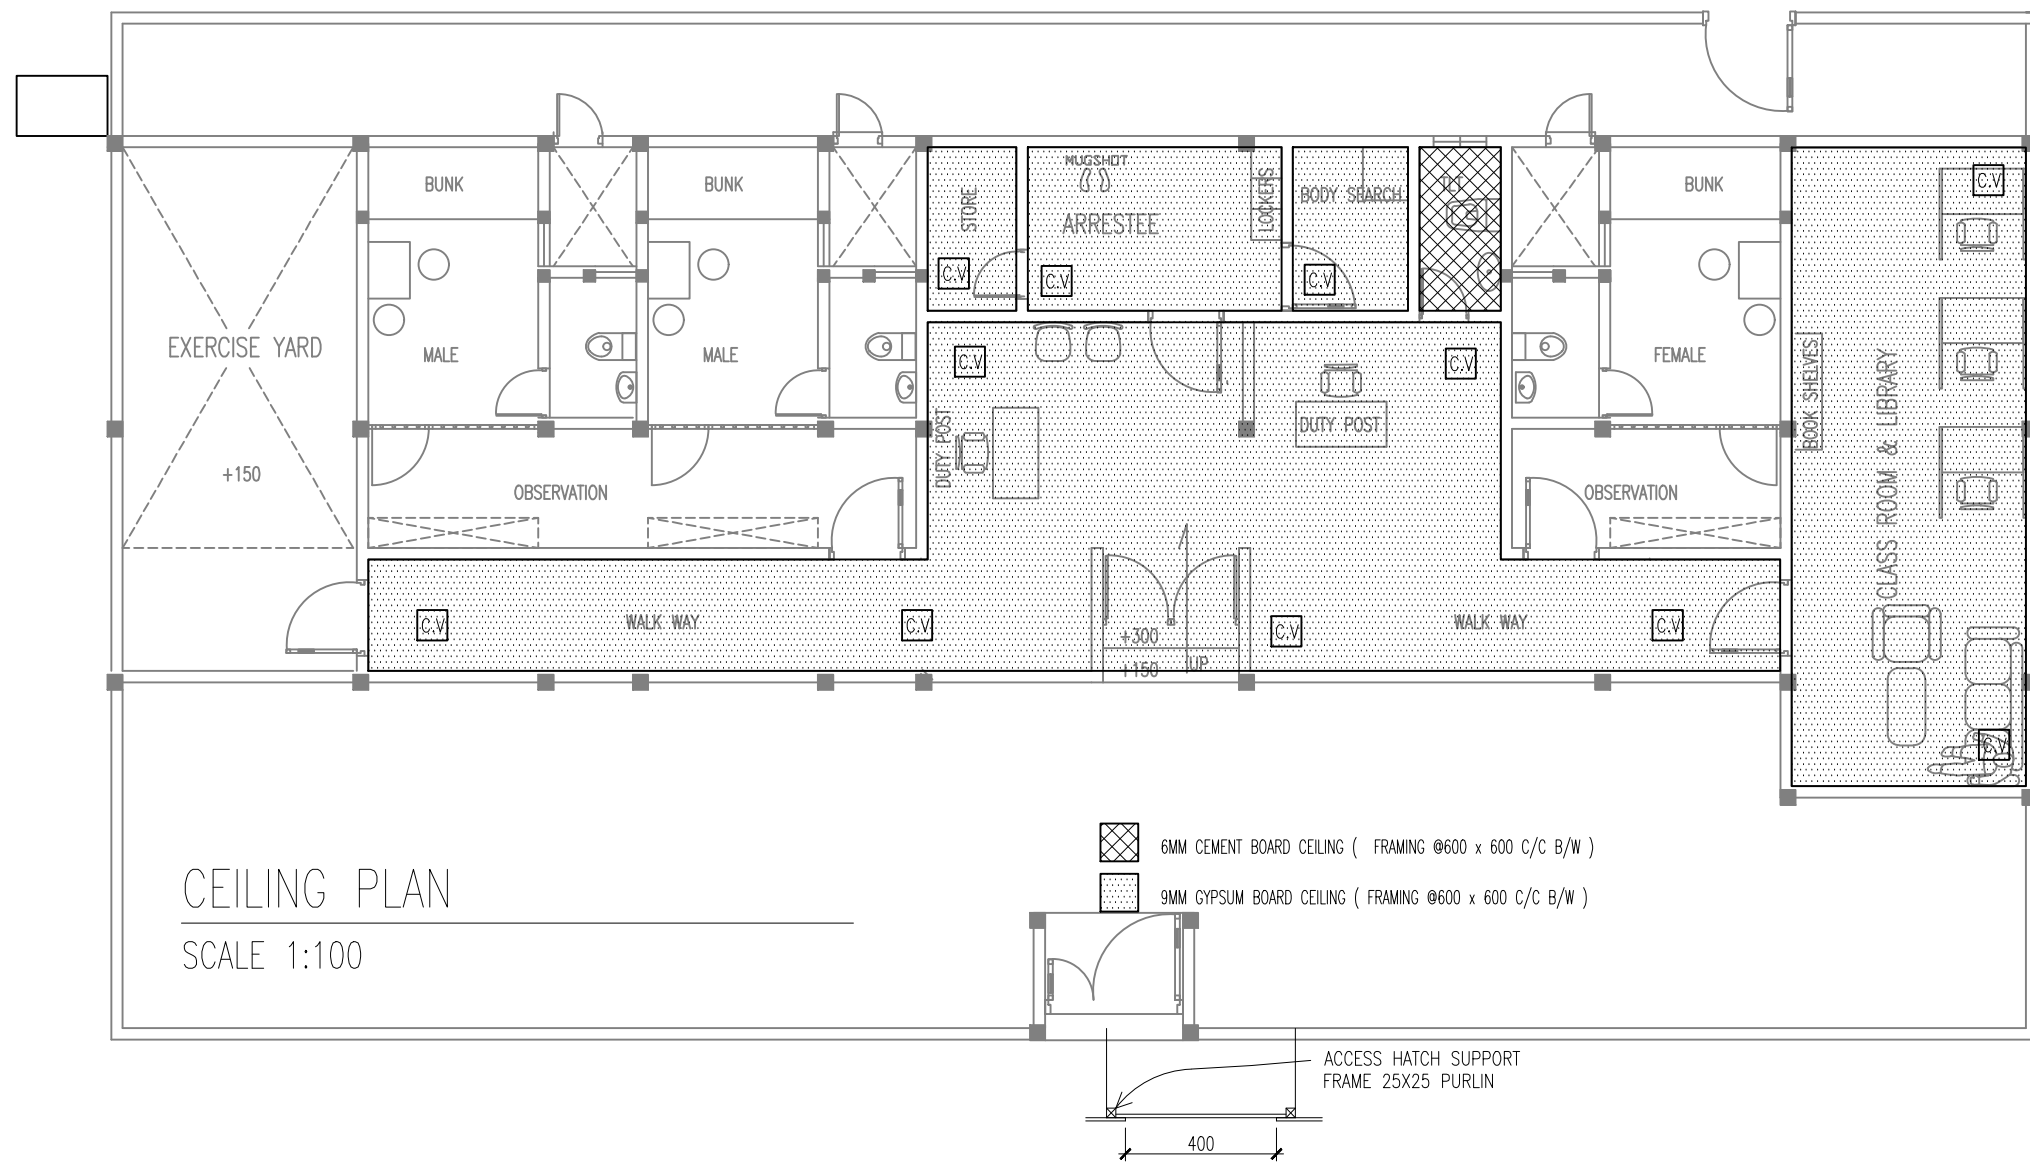 MUGSHOT
C.V
BUNK
BUNK
STORE
LOCKERS
BODY SEARCH
TLT
BUNK
ARRESTEE
C.V
C.V
C.V
EXERCISE YARD
MALE
MALE
C.V
C.V
FEMALE
BOOK SHELVES
CLASS ROOM & LIBRARY
DUTY POST
DUTY POST
+150
OBSERVATION
OBSERVATION
C.V
WALK WAY
C.V
C.V
WALK WAY
C.V
+300
+150
UP
C.V
6MM CEMENT BOARD CEILING ( FRAMING @600 x 600 C/C B/W )
9MM GYPSUM BOARD CEILING ( FRAMING @600 x 600 C/C B/W )
CEILING PLAN
SCALE 1:100
ACCESS HATCH SUPPORT
FRAME 25X25 PURLIN
400